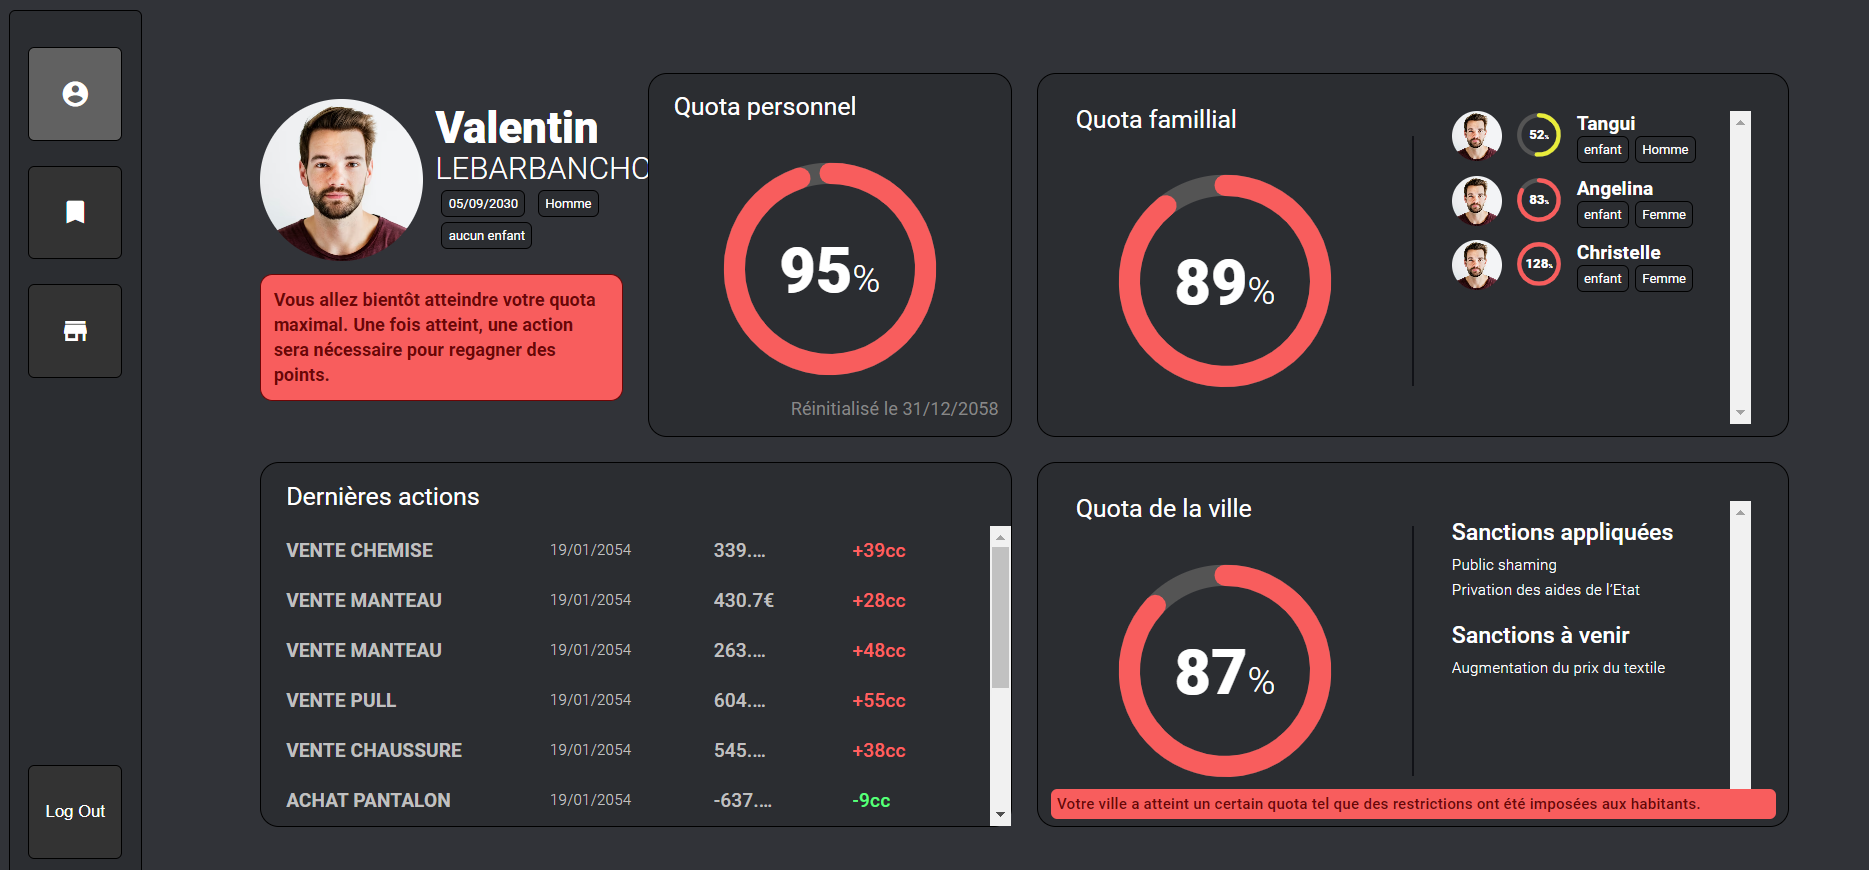 Valentin
LEBARBANCHO
05/09/2030 Homme
aucun enfant
Vous allez bientôt atteindre votre quota
maximal. Une fois atteint, une action
sera nécessaire pour regagner des
points.
Quota personnel
95%
Réinitialisé le 31/12/2058
Quota famillial
89%
52% Tangui
enfant Homme
83% Angelina
enfant Femme
128% Christelle
enfant Femme
Dernières actions
VENTE CHEMISE 19/01/2054 339.... +39cc
VENTE MANTEAU 19/01/2054 430.7€ +28cc
VENTE MANTEAU 19/01/2054 263.... +48cc
VENTE PULL 19/01/2054 604.... +55cc
VENTE CHAUSSURE 19/01/2054 545.... +38cc
ACHAT PANTALON 19/01/2054 -637.... -9cc
Quota de la ville
87%
Sanctions appliquées
Public shaming
Privation des aides de l'Etat
Sanctions à venir
Augmentation du prix du textile
Votre ville a atteint un certain quota tel que des restrictions ont été imposées aux habitants.
Log Out